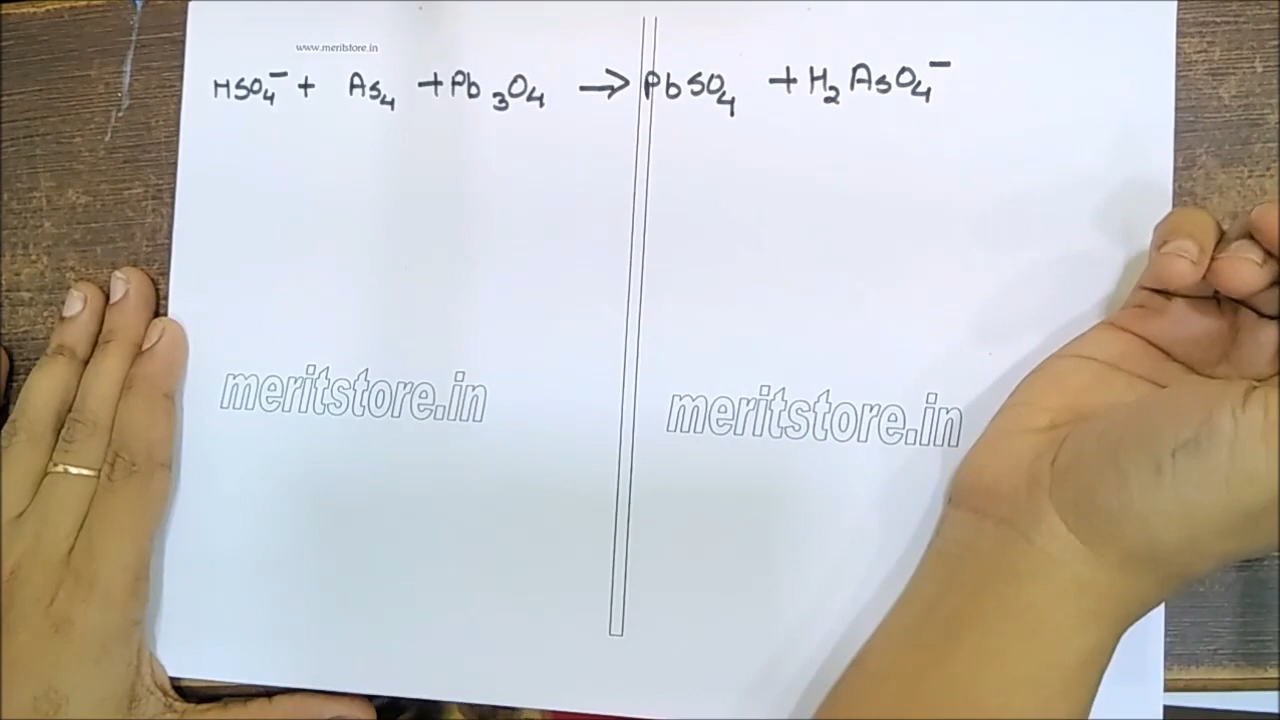 www.meritstore.in
HSO₄⁻ + As₄ + Pb₃O₄ → PbSO₄ + H₂AsO₄⁻
meritstore.in meritstore.in